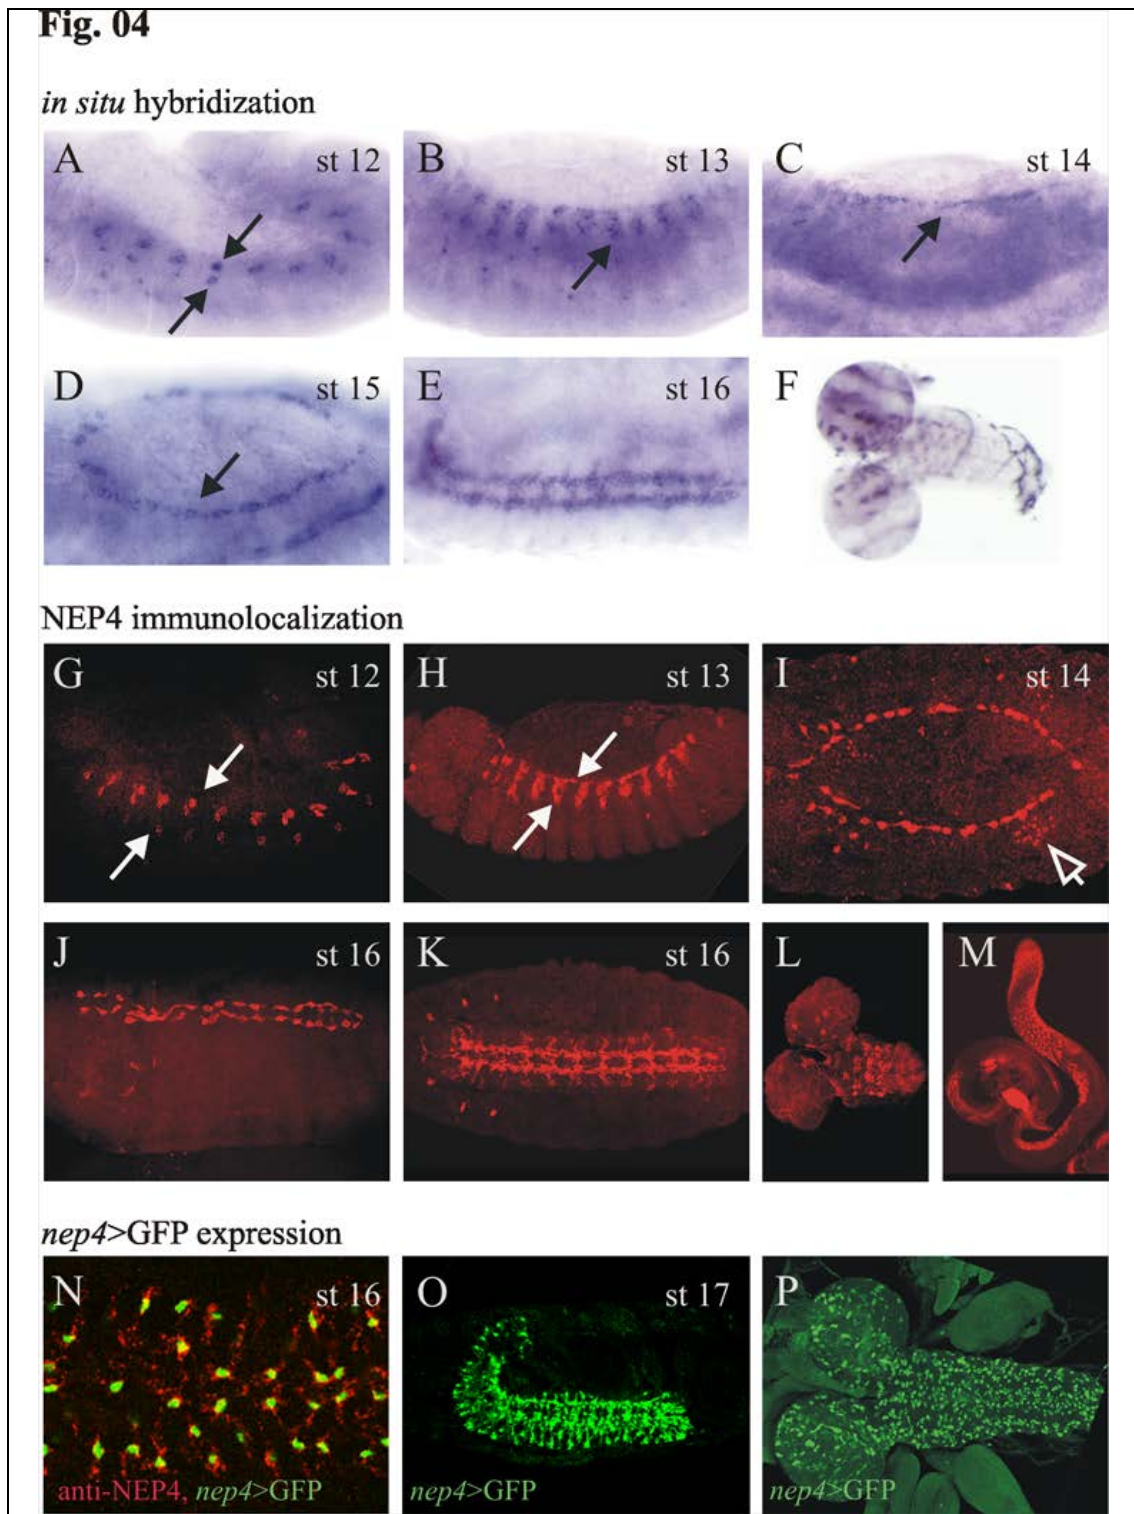 Fig. 04
in situ hybridization
A st 12 B st 13 C st 14
D st 15 E st 16 F
NEP4 immunolocalization
G st 12 H st 13 I st 14
J st 16 K st 16 L M
nep4>GFP expression
N st 16 O st 17 P
anti-NEP4, nep4>GFP nep4>GFP nep4>GFP